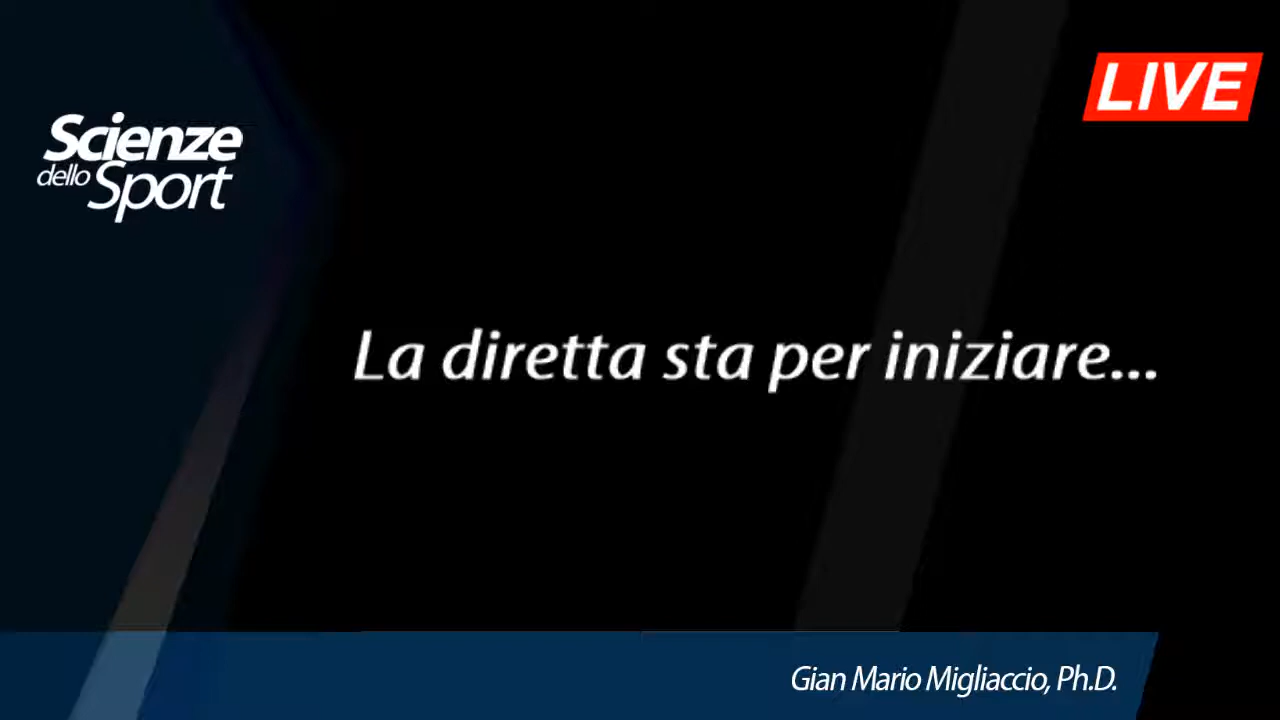 LIVE
Scienze
dello Sport
La diretta sta per iniziare...
Gian Mario Migliaccio, Ph.D.